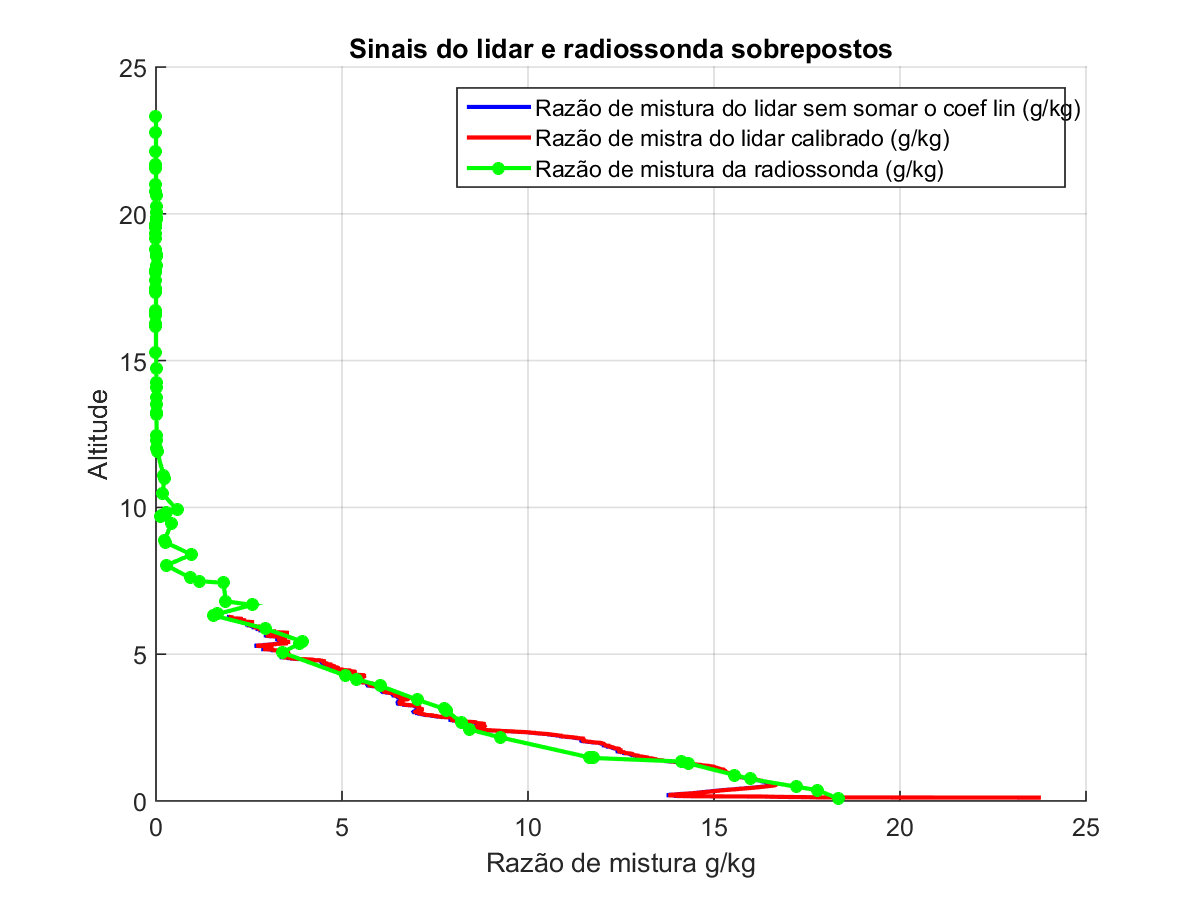 Sinais do lidar e radiossonda sobrepostos
Razão de mistura do lidar sem somar o coef lin (g/kg)
Razão de mistra do lidar calibrado (g/kg)
Razão de mistura da radiossonda (g/kg)
25
20
15
10
5
0
Altitude
0 5 10 15 20 25
Razão de mistura g/kg